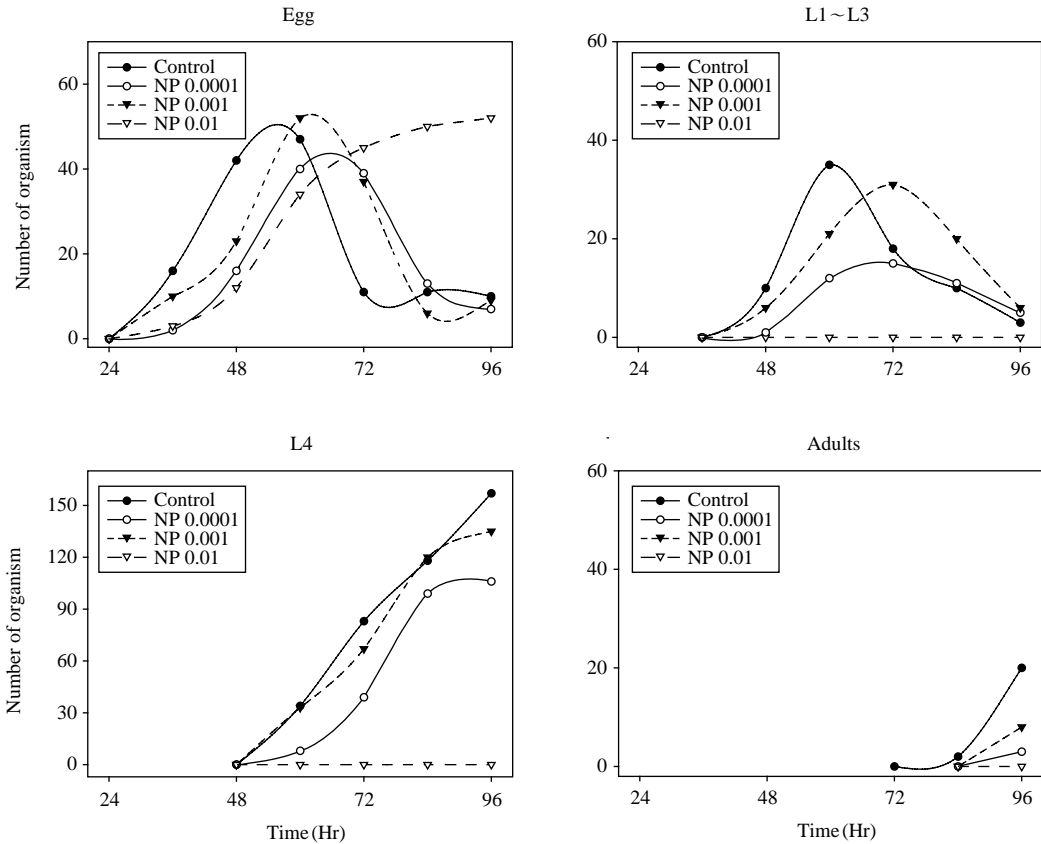 Egg
Number of organism
60
40
20
0
Control
NP 0.0001
NP 0.001
NP 0.01
24
48
72
96
L1~L3
60
40
20
0
Control
NP 0.0001
NP 0.001
NP 0.01
24
48
72
96
L4
Number of organism
150
120
90
60
30
0
Control
NP 0.0001
NP 0.001
NP 0.01
24
48
72
96
Time (Hr)
Adults
60
40
20
0
Control
NP 0.0001
NP 0.001
NP 0.01
24
48
72
96
Time (Hr)